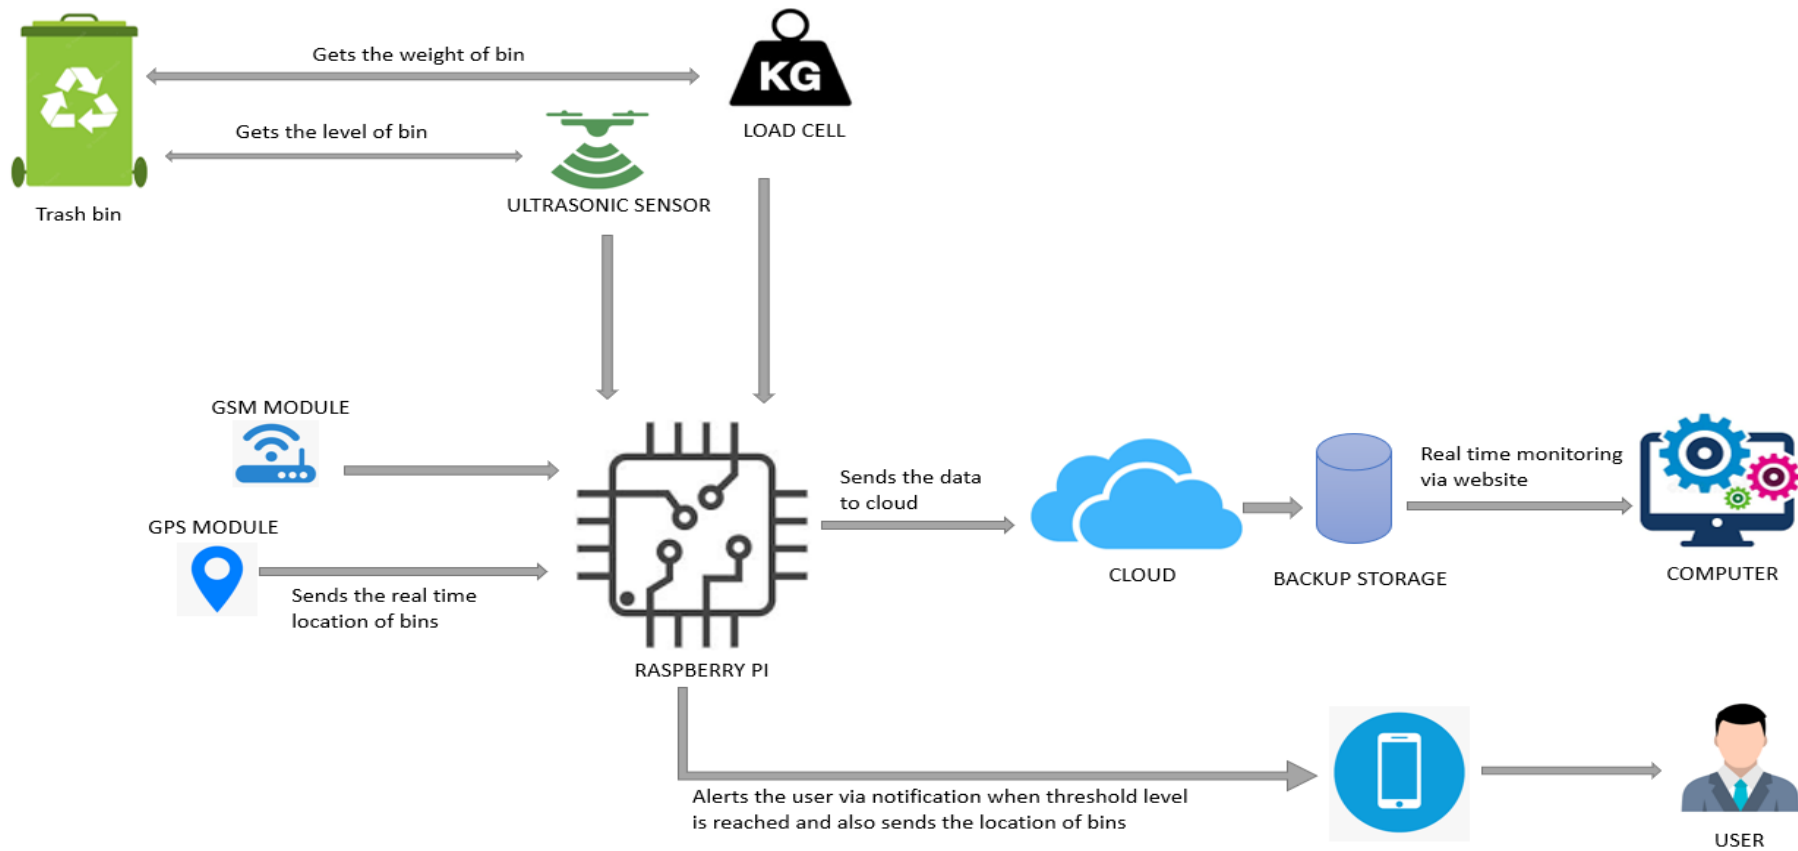 Gets the weight of bin
KG
LOAD CELL
Gets the level of bin
ULTRASONIC SENSOR
Trash bin
GSM MODULE
GPS MODULE
Sends the real time
location of bins
RASPBERRY PI
Sends the data
to cloud
CLOUD
BACKUP STORAGE
Real time monitoring
via website
COMPUTER
Alerts the user via notification when threshold level
is reached and also sends the location of bins
USER